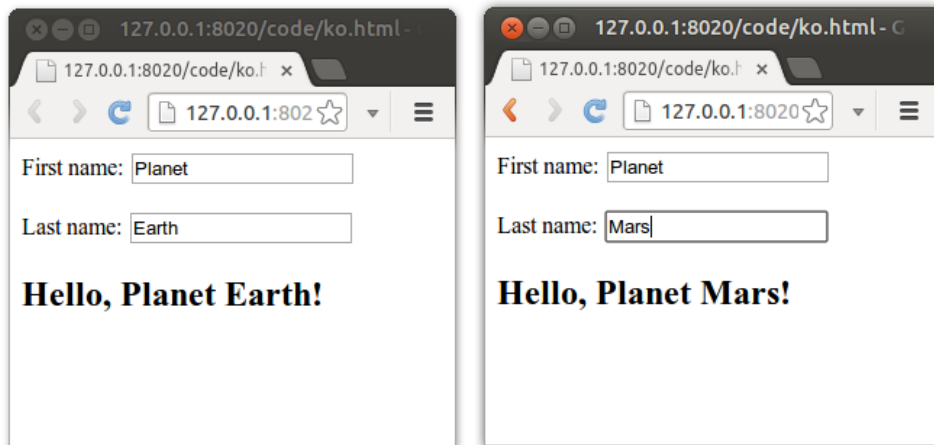 127.0.0.1:8020/code/ko.html -
127.0.0.1:8020/code/ko.h ×
127.0.0.1:802
First name: Planet
Last name: Earth
Hello, Planet Earth!
127.0.0.1:8020/code/ko.html - G
127.0.0.1:8020/code/ko.h ×
127.0.0.1:8020
First name: Planet
Last name: Mars
Hello, Planet Mars!